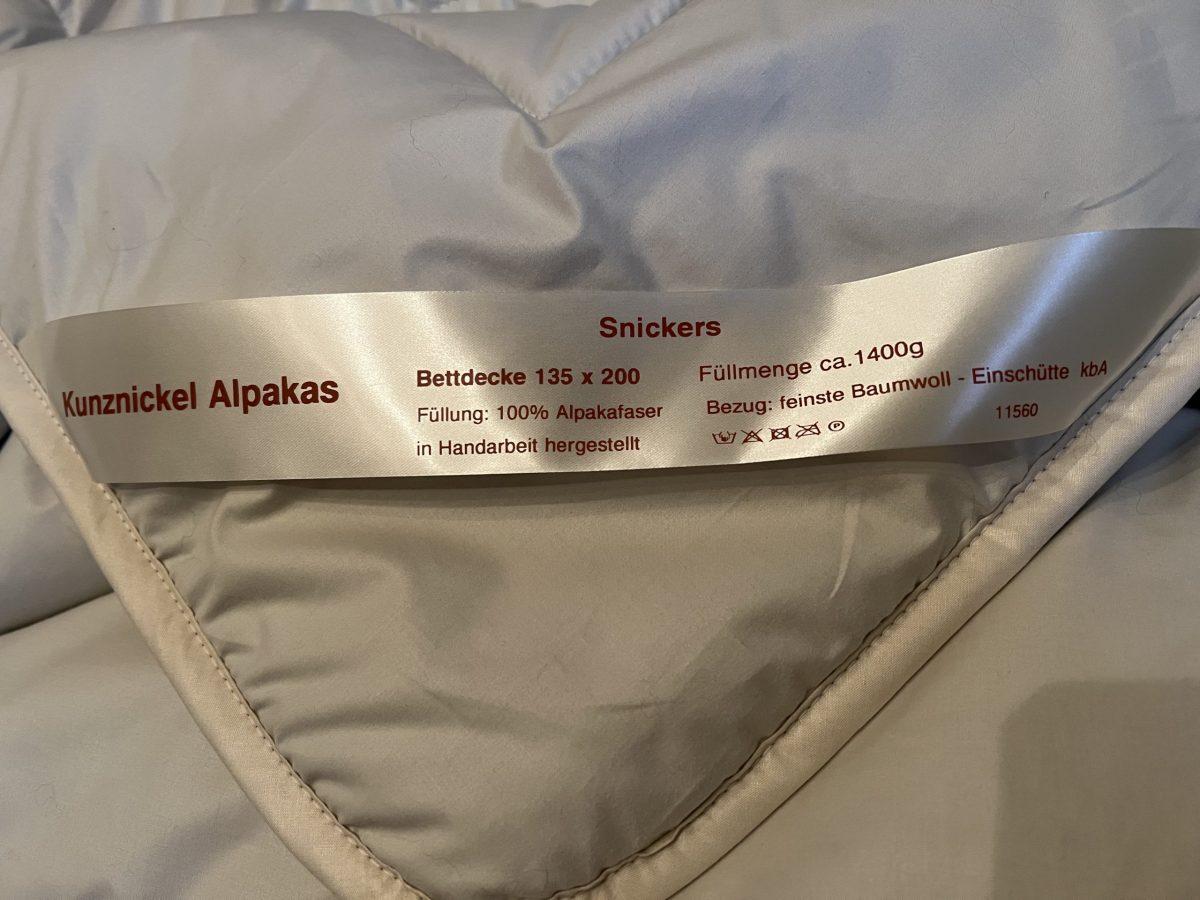 Snickers
Kunznickel Alpakas
Bettdecke 135 x 200
Füllung: 100% Alpakafaser
in Handarbeit hergestellt
Füllmenge ca.1400g
Bezug: feinste Baumwoll - Einschütte kbA
11560
P